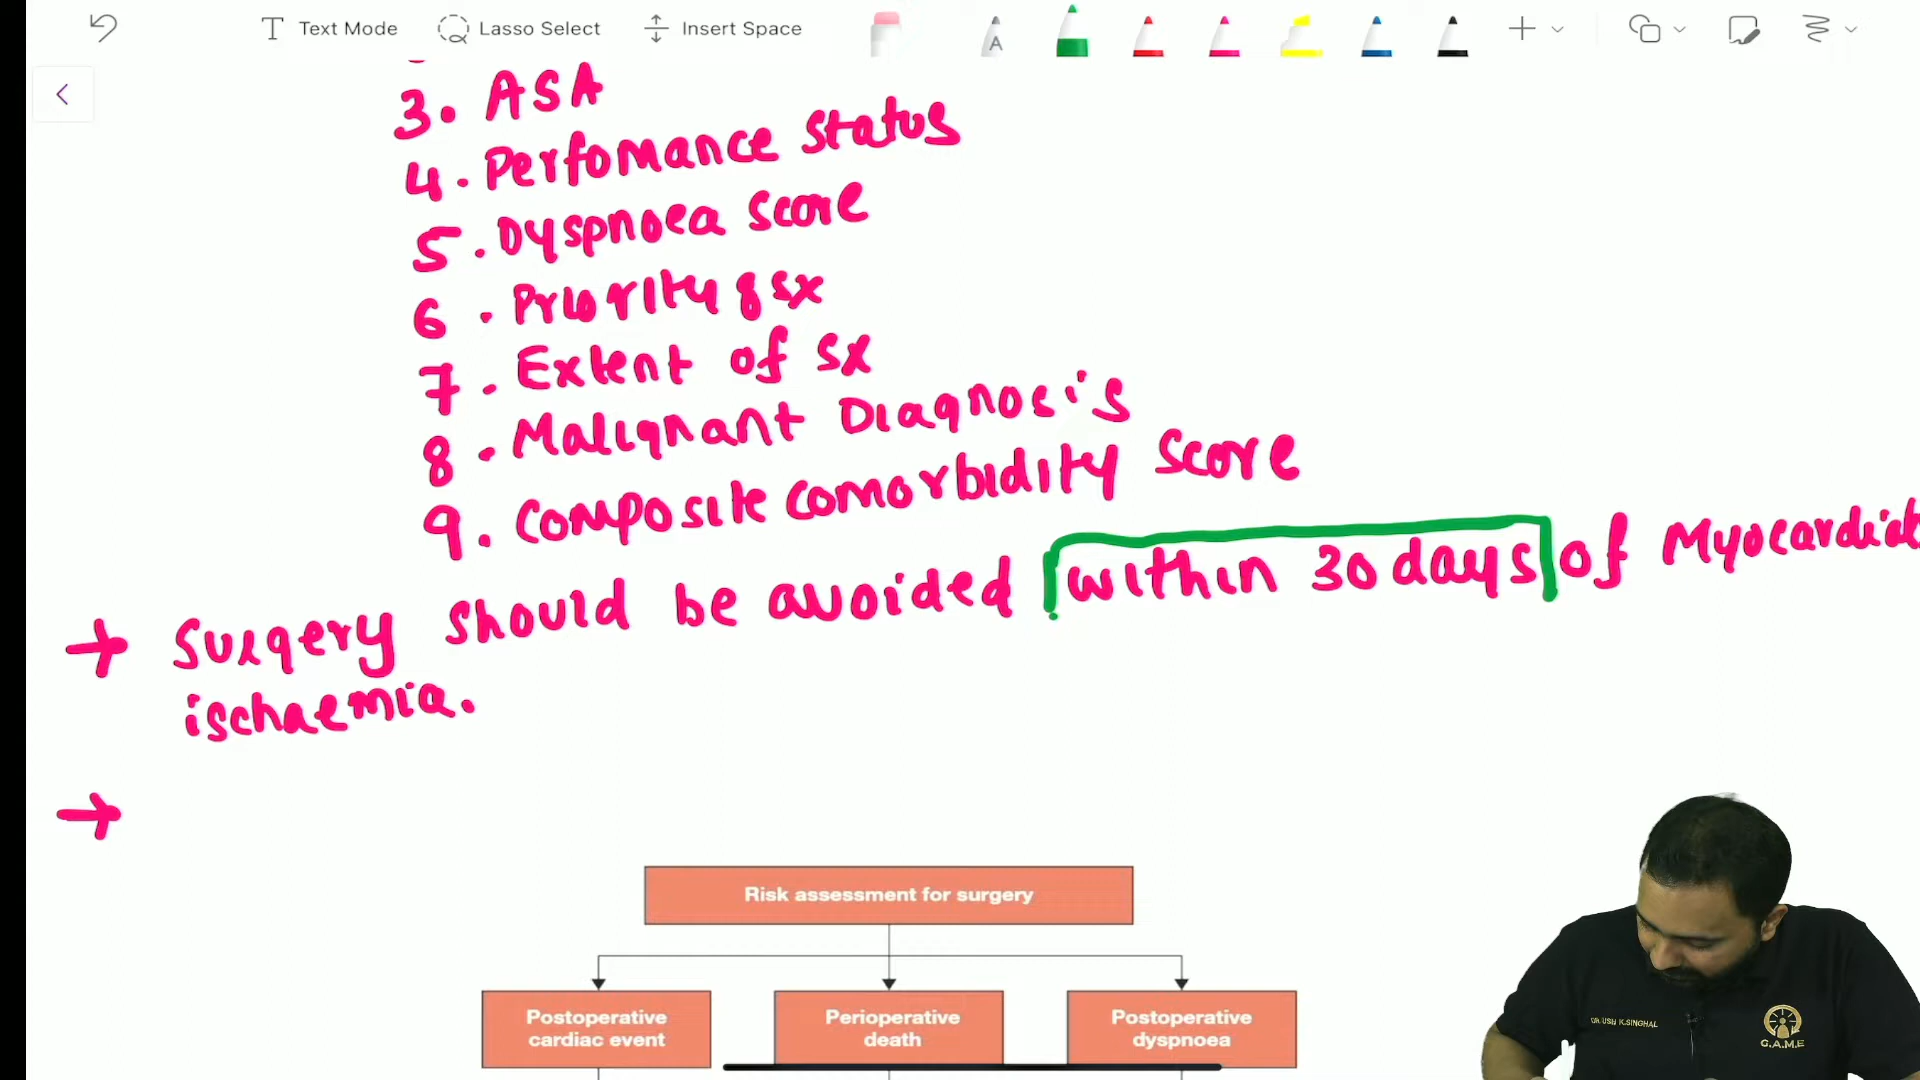 Text Mode
Lasso Select
Insert Space
A
3. ASA
4. Perfomance status
5. Dyspnoea score
6. Priority of sx
7. Extent of sx
8. Malignant Diagnosis
9. Composite comorbidity score
→ Surgery should be avoided within 30 days of Myocardial
ischaemia.
→
Risk assessment for surgery
Postoperative
cardiac event
Perioperative
death
Postoperative
dyspnoea
K.SINGHAL
G.A.M.E